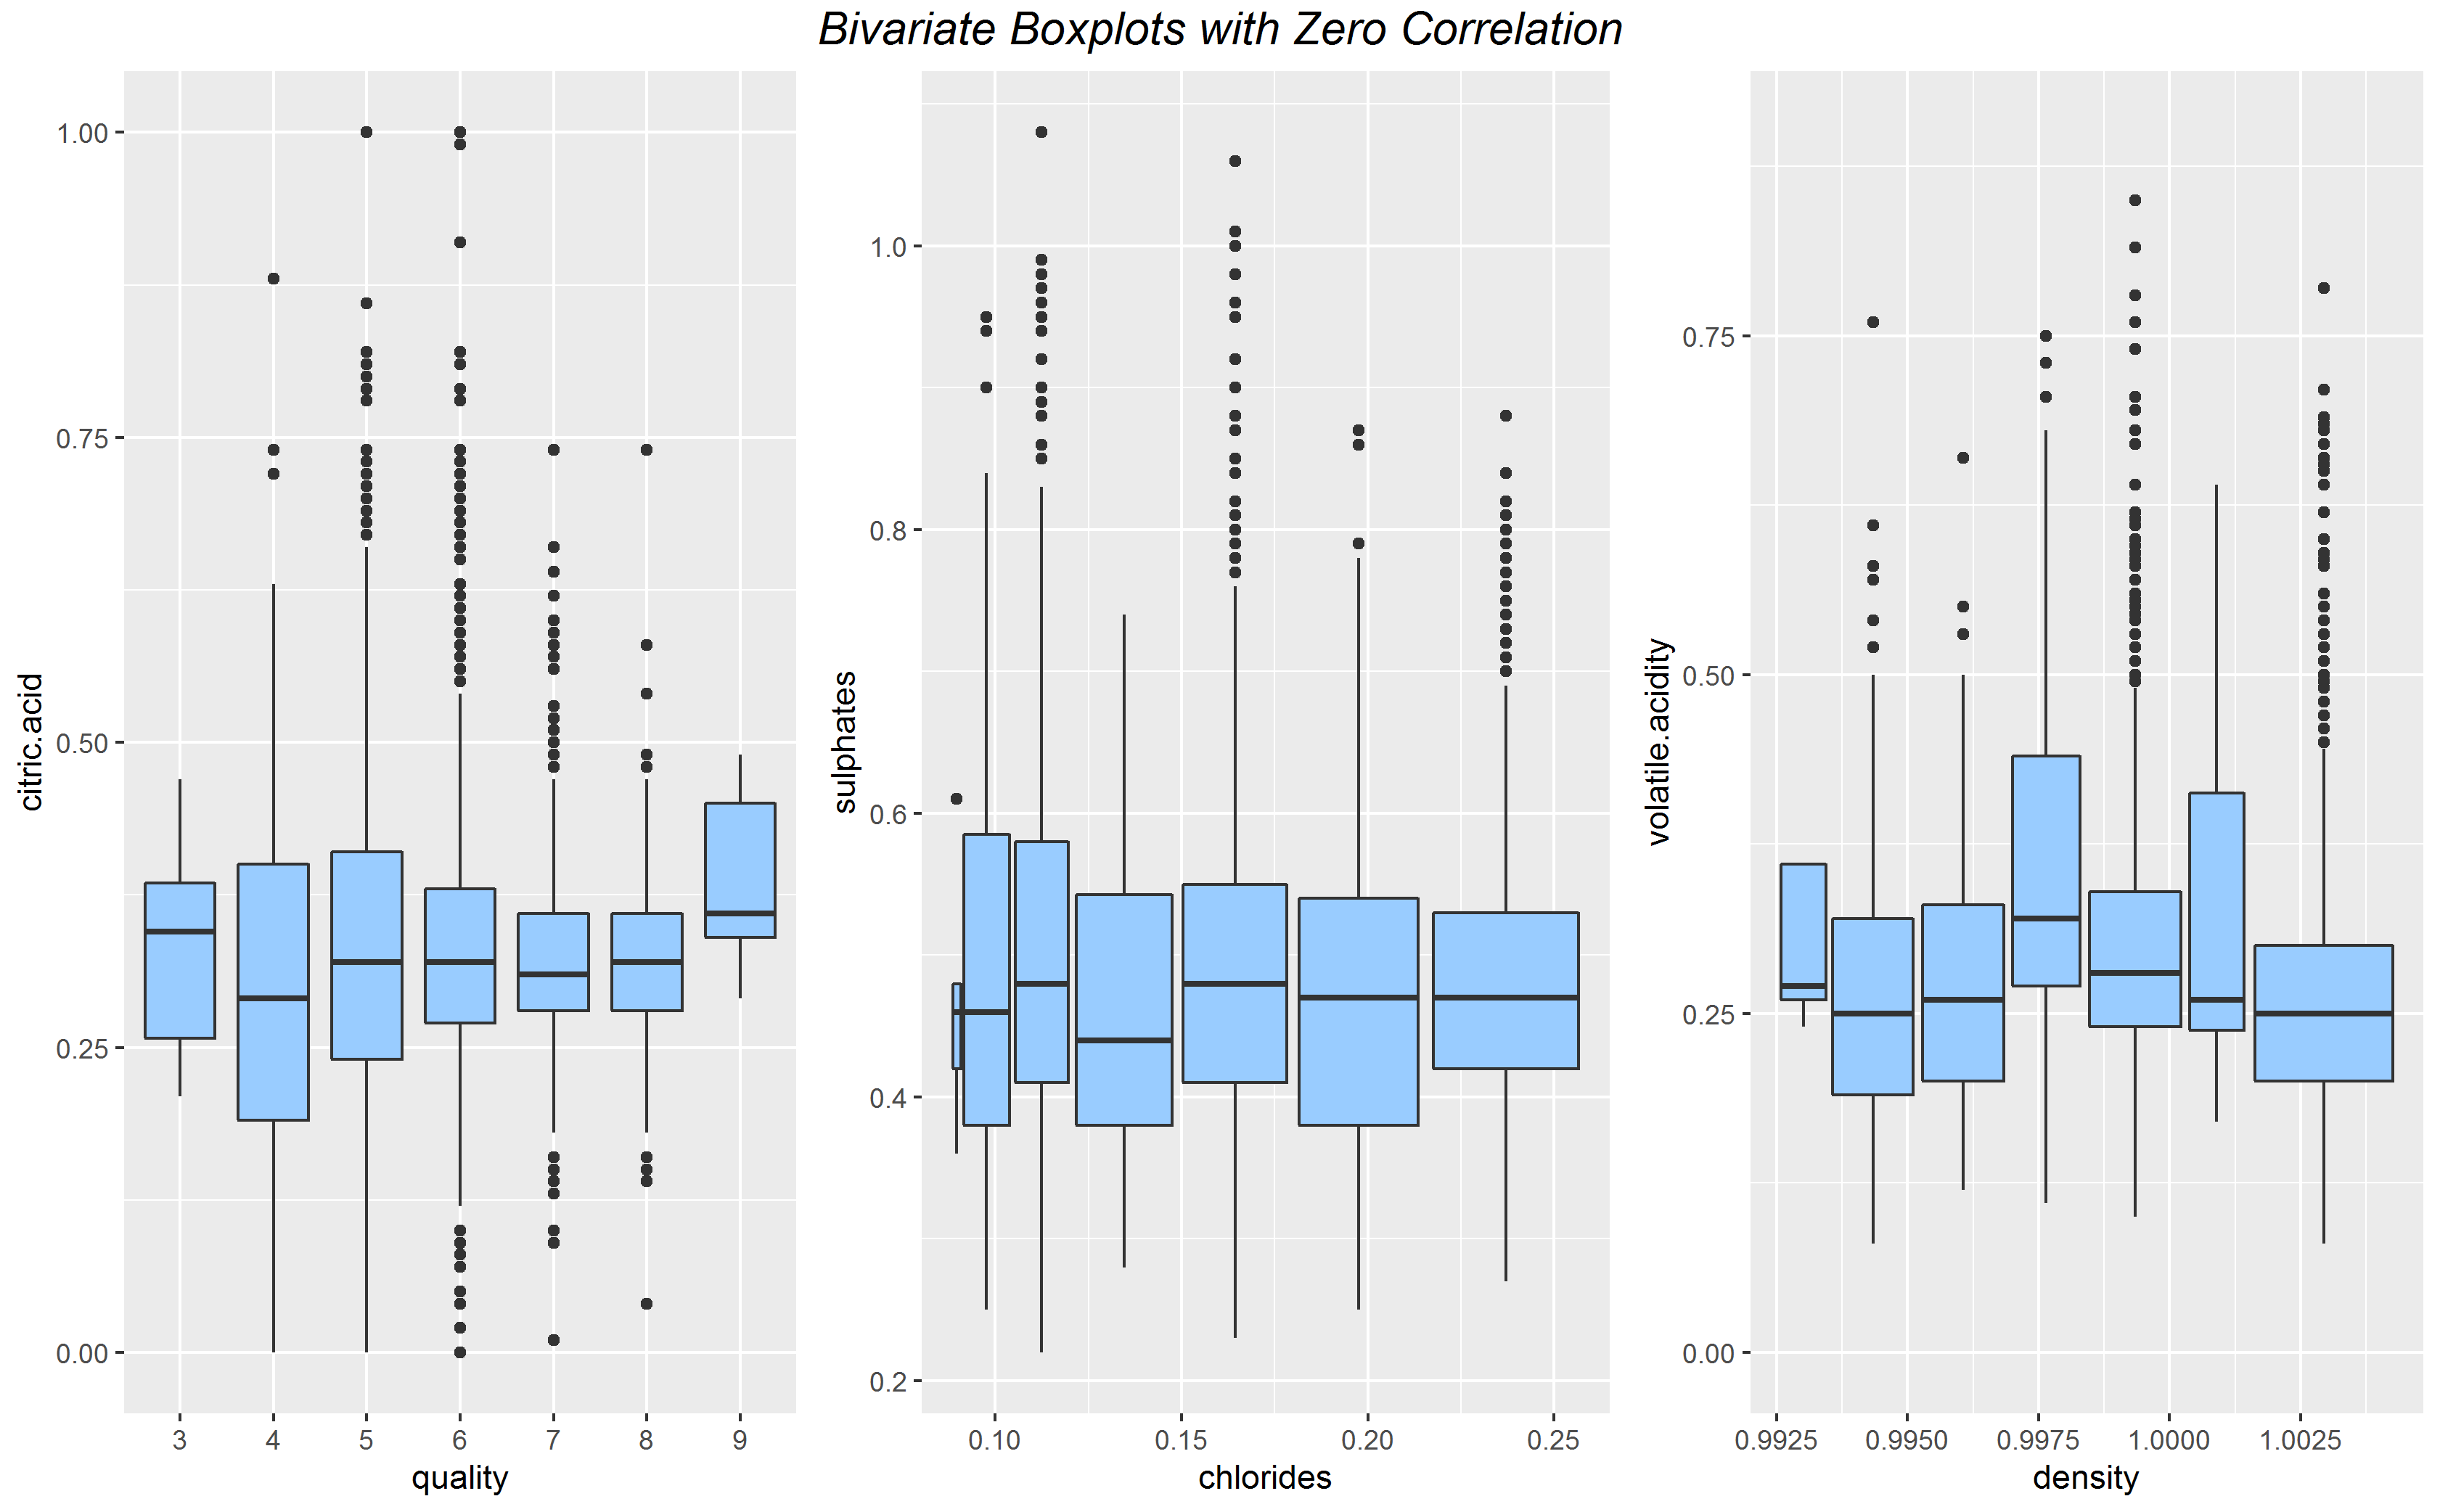 Bivariate Boxplots with Zero Correlation
citric.acid
1.00
0.75
0.50
0.25
0.00
3 4 5 6 7 8 9
quality
sulphates
1.0
0.8
0.6
0.4
0.2
0.10 0.15 0.20 0.25
chlorides
volatile.acidity
0.75
0.50
0.25
0.00
0.9925 0.9950 0.9975 1.0000 1.0025
density